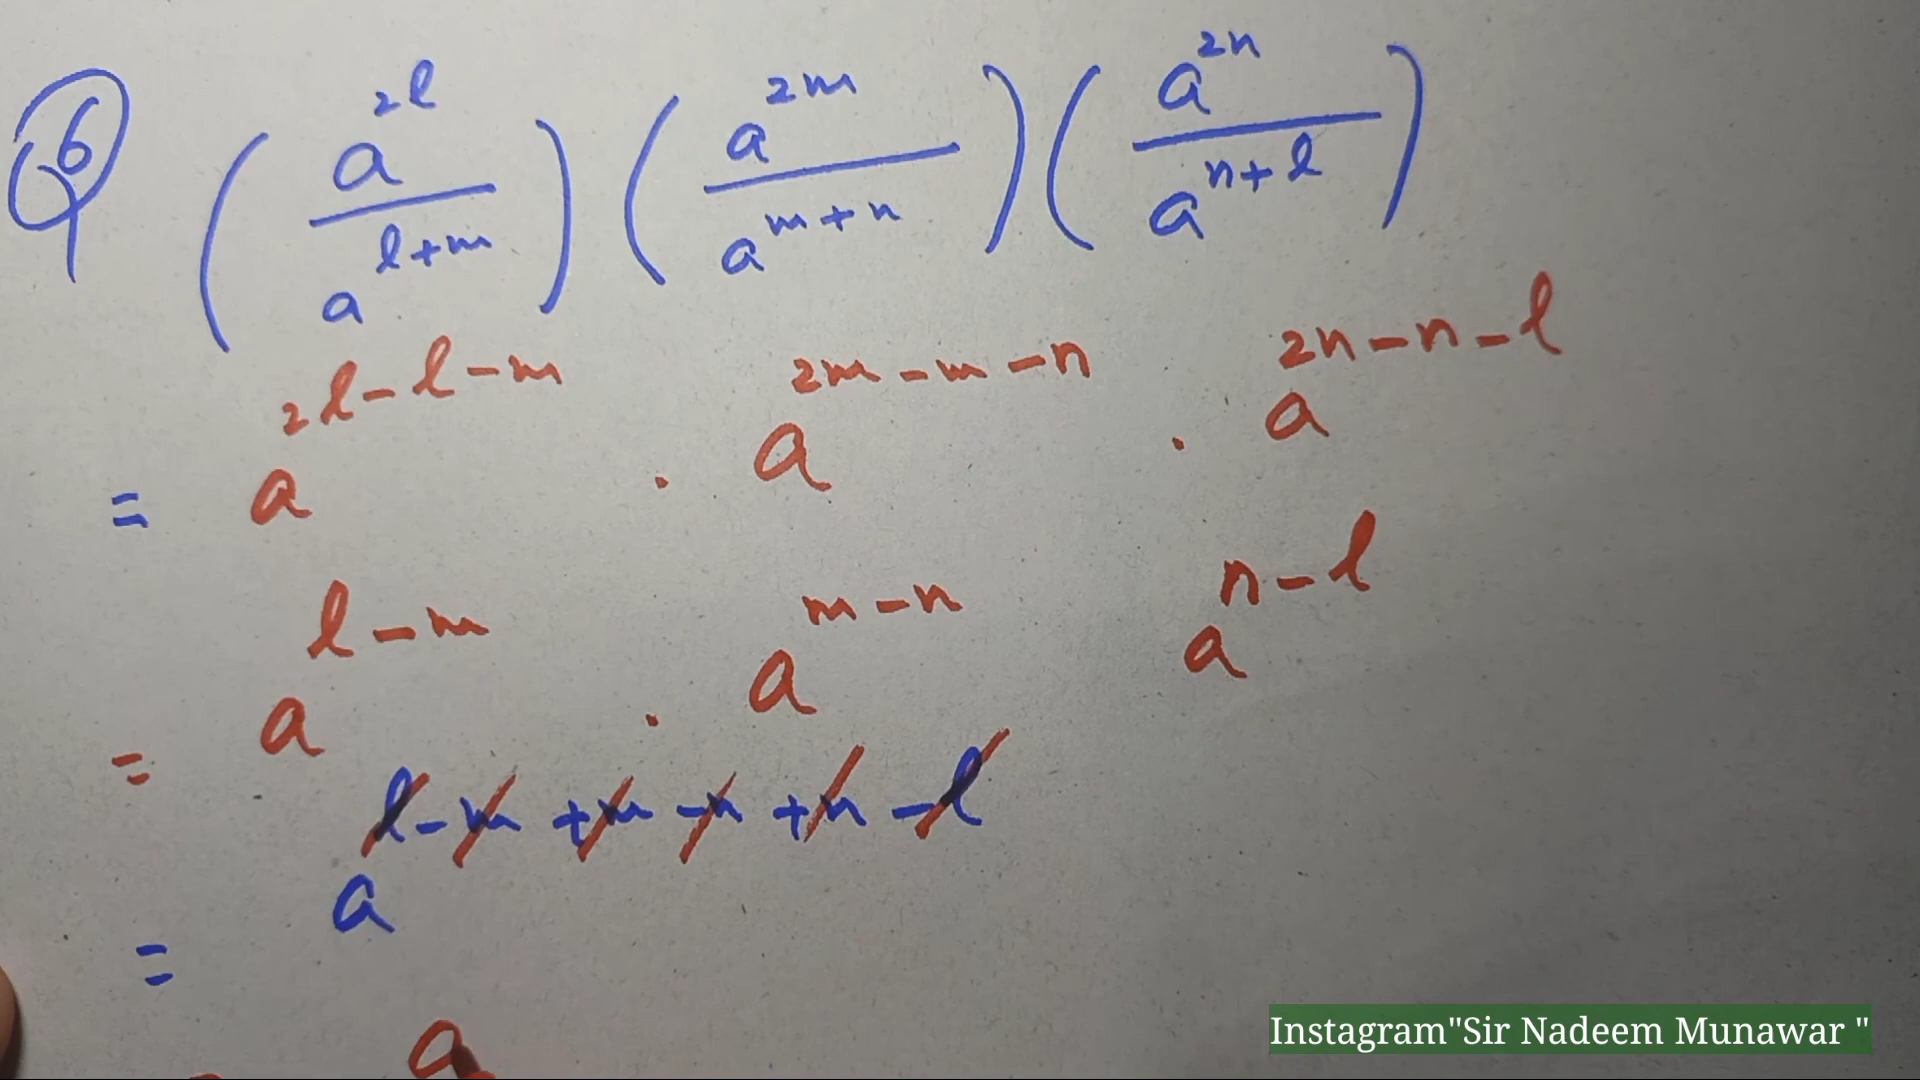 Q6 (a^{2l}/a^{l+m}) (a^{2m}/a^{m+n}) (a^{2n}/a^{n+l})
= a^{2l-l-m} . a^{2m-m-n} . a^{2n-n-l}
= a^{l-m} . a^{m-n} a^{n-l}
= a^{l-m+m-n+n-l}
a
Instagram"Sir Nadeem Munawar "